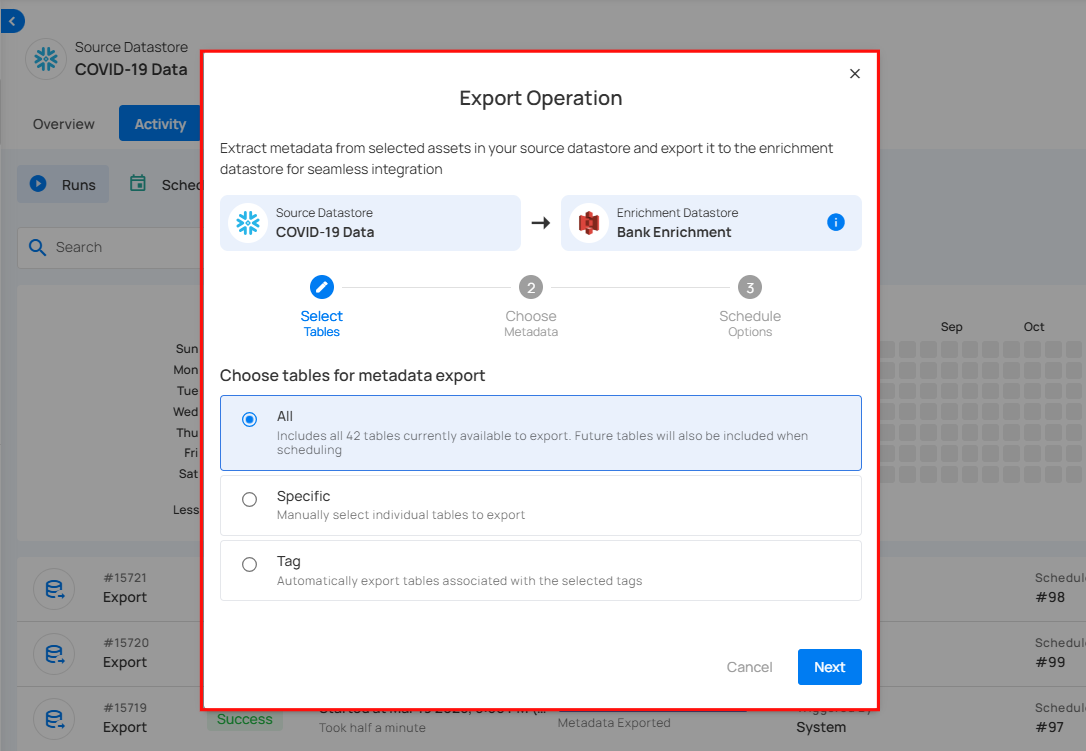 Source Datastore
COVID-19 Data
Overview
Activity
Runs
Search
Sun
Mon
Tue
Wed
Thu
Fri
Sat
Less
Sep
Oct
Export Operation
Extract metadata from selected assets in your source datastore and export it to the enrichment
datastore for seamless integration
Source Datastore
COVID-19 Data
Enrichment Datastore
Bank Enrichment
Select
Tables
2
Choose
Metadata
3
Schedule
Options
Choose tables for metadata export
All
Includes all 42 tables currently available to export. Future tables will also be included when
scheduling
Specific
Manually select individual tables to export
Tag
Automatically export tables associated with the selected tags
Cancel
Next
#15721
Export
#98
#15720
Export
#99
#15719
Export
Success
Took half a minute
Metadata Exported
System
#97